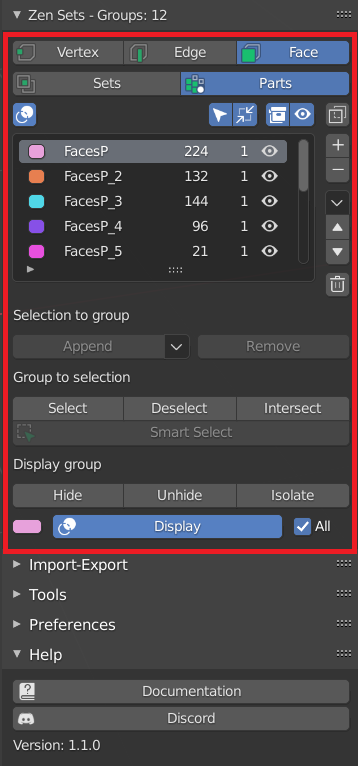 Zen Sets - Groups: 12
Vertex Edge Face
Sets Parts
FacesP 224 1
FacesP_2 132 1
FacesP_3 144 1
FacesP_4 96 1
FacesP_5 21 1
Selection to group
Append Remove
Group to selection
Select Deselect Intersect
Smart Select
Display group
Hide Unhide Isolate
Display All
Import-Export
Tools
Preferences
Help
Documentation
Discord
Version: 1.1.0